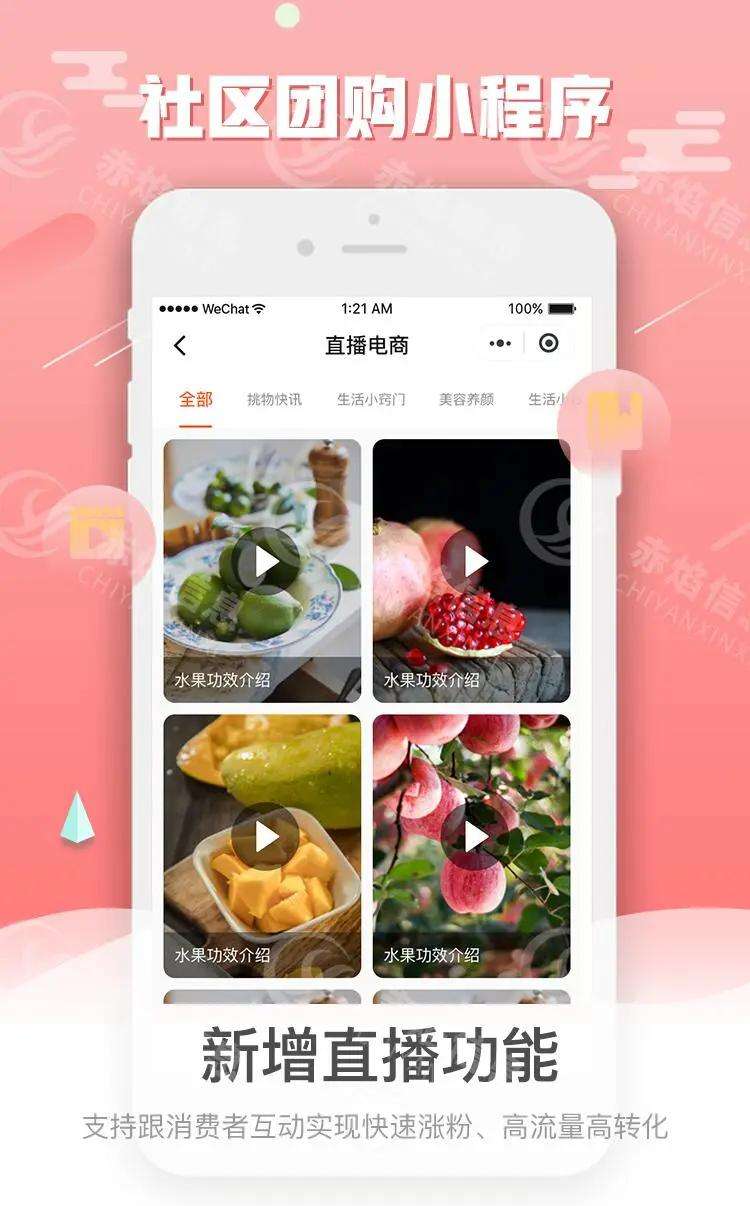 社区团购小程序
赤焰信息
CHIYANXINXI
WeChat 1:21 AM 100%
直播电商
全部 挑物快讯 生活小窍门 美容养颜 生活小
水果功效介绍 水果功效介绍
水果功效介绍 水果功效介绍
新增直播功能
支持跟消费者互动实现快速涨粉、高流量高转化